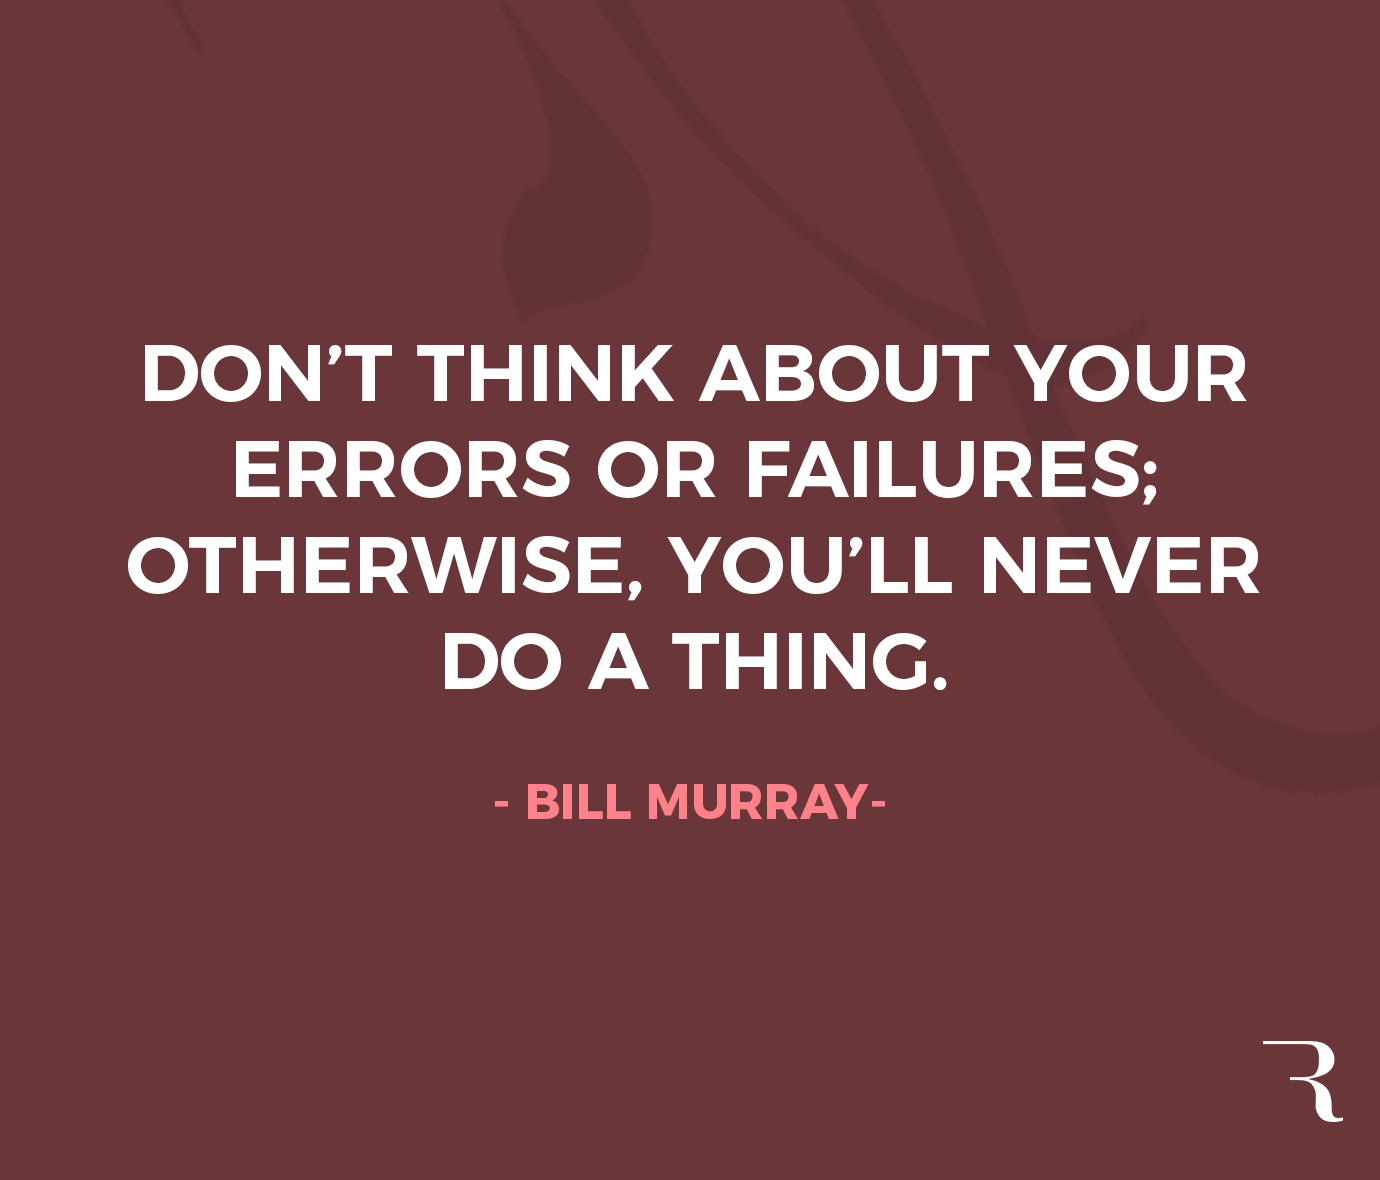 DON’T THINK ABOUT YOUR
ERRORS OR FAILURES;
OTHERWISE, YOU’LL NEVER
DO A THING.
- BILL MURRAY-
R